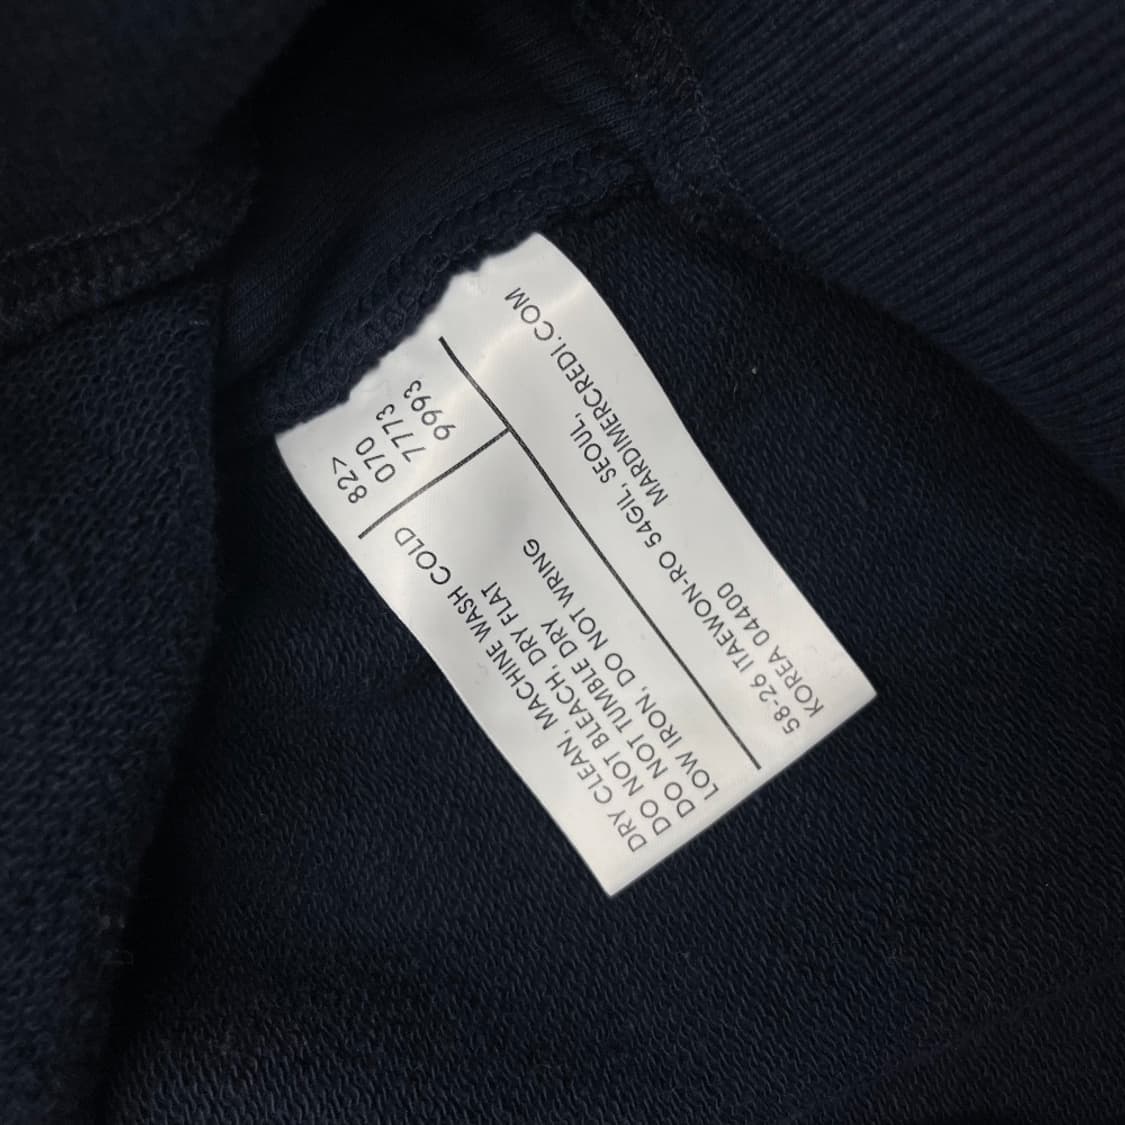 DRY CLEAN, MACHINE WASH COLD
DO NOT BLEACH, DRY FLAT
DO NOT TUMBLE DRY
LOW IRON, DO NOT WRING
82>
070
7773
9993
58-26 ITAEWON-RO 54GIL, SEOUL,
KOREA 04400
MARDIMERCREDI.COM